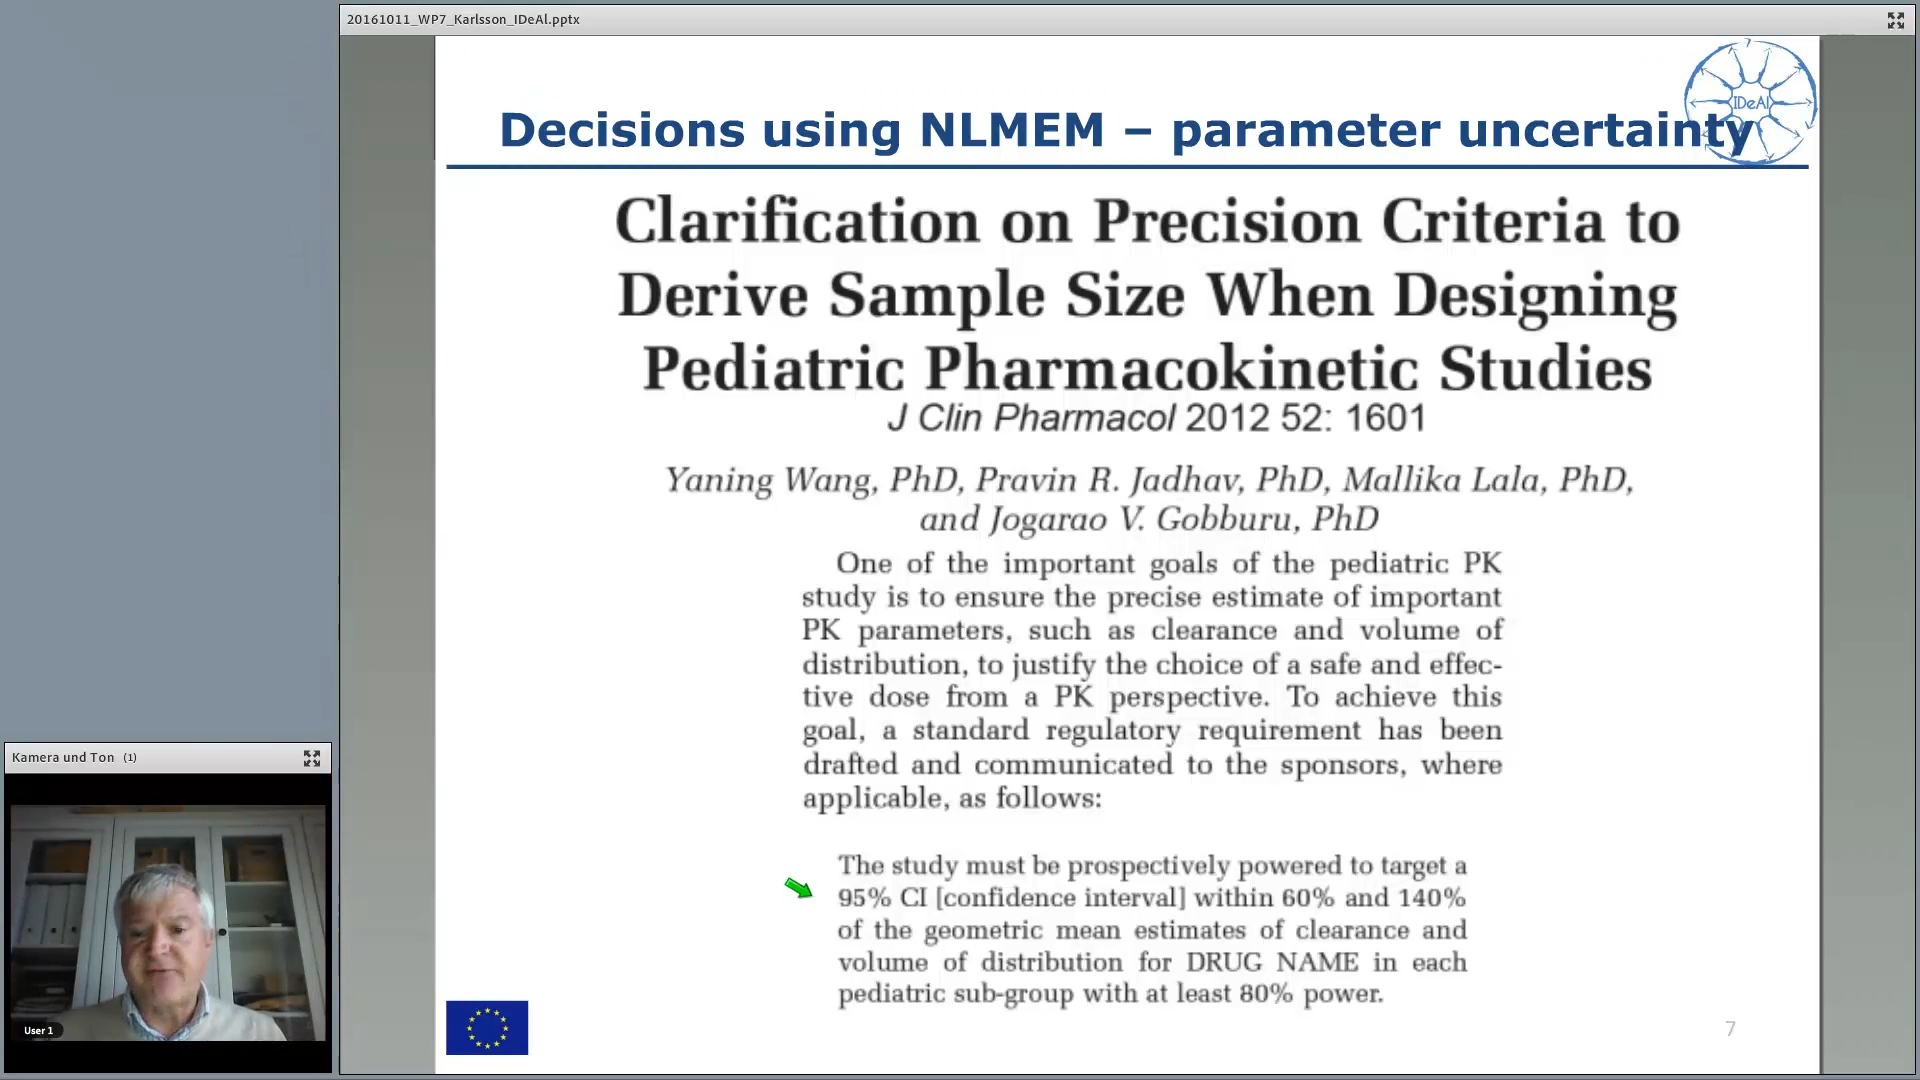 20161011_WP7_Karlsson_IDeAl.pptx
IDeAl
Decisions using NLMEM – parameter uncertainty
Clarification on Precision Criteria to
Derive Sample Size When Designing
Pediatric Pharmacokinetic Studies
J Clin Pharmacol 2012 52: 1601
Yaning Wang, PhD, Pravin R. Jadhav, PhD, Mallika Lala, PhD,
and Jogarao V. Gobburu, PhD
One of the important goals of the pediatric PK
study is to ensure the precise estimate of important
PK parameters, such as clearance and volume of
distribution, to justify the choice of a safe and effec-
tive dose from a PK perspective. To achieve this
goal, a standard regulatory requirement has been
drafted and communicated to the sponsors, where
applicable, as follows:
The study must be prospectively powered to target a
95% CI [confidence interval] within 60% and 140%
of the geometric mean estimates of clearance and
volume of distribution for DRUG NAME in each
pediatric sub-group with at least 80% power.
7
Kamera und Ton (1)
User 1